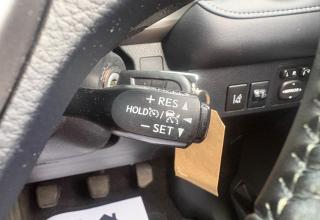 + RES
HOLD
− SET